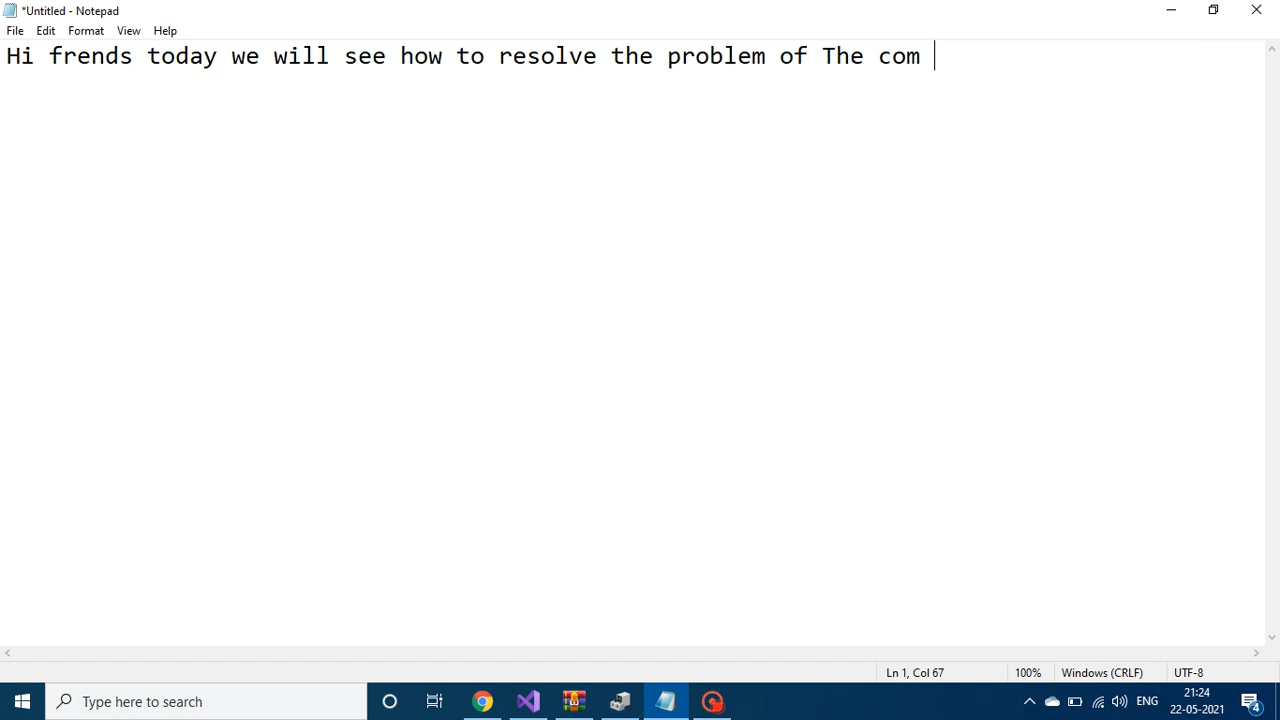 *Untitled - Notepad
File Edit Format View Help
Hi frends today we will see how to resolve the problem of The com
Ln 1, Col 67 100% Windows (CRLF) UTF-8
Type here to search ENG 21:24
22-05-2021 4